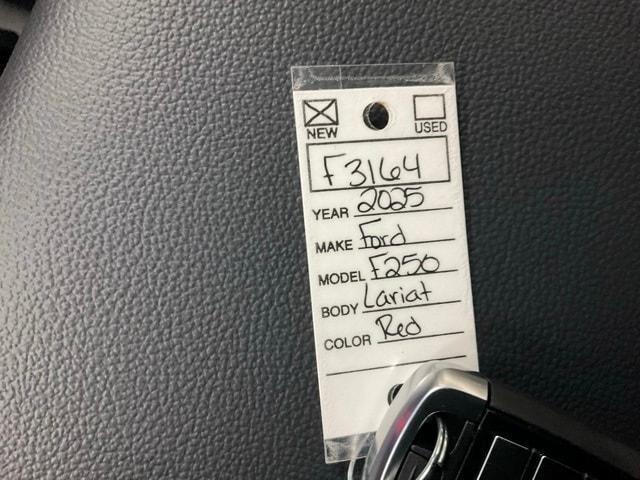 NEW USED
F3164
YEAR 2025
MAKE Ford
MODEL F250
BODY Lariat
COLOR Red